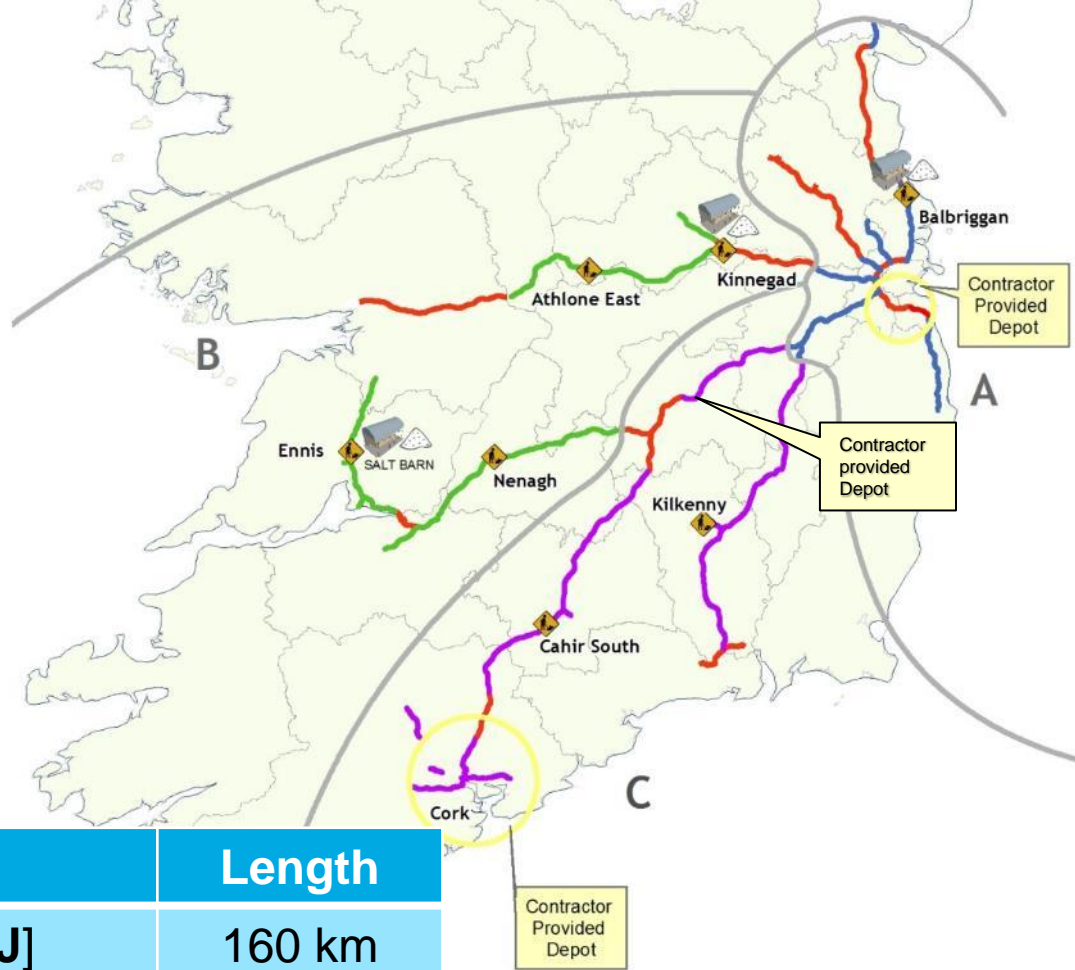 Balbriggan
Contractor
Provided
Depot
Kinnegad
Athlone East
B
A
Ennis
SALT BARN
Nenagh
Contractor
provided
Depot
Kilkenny
Cahir South
C
Cork
Length
J]
160 km
Contractor
Provided
Depot